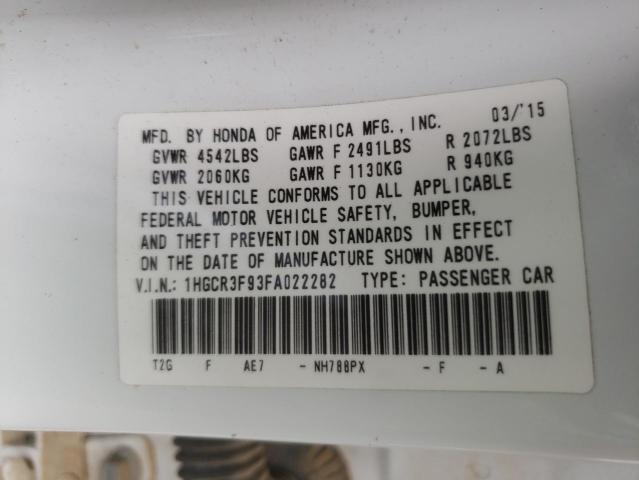 MFD. BY HONDA OF AMERICA MFG., INC. 03/'15
GVWR 4542LBS GAWR F 2491LBS R 2072LBS
GVWR 2060KG GAWR F 1130KG R 940KG
THIS VEHICLE CONFORMS TO ALL APPLICABLE
FEDERAL MOTOR VEHICLE SAFETY, BUMPER,
AND THEFT PREVENTION STANDARDS IN EFFECT
ON THE DATE OF MANUFACTURE SHOWN ABOVE.
V.I.N.: 1HGCR3F93FA022282 TYPE: PASSENGER CAR
T2G F AE7 - NH788PX - F - A